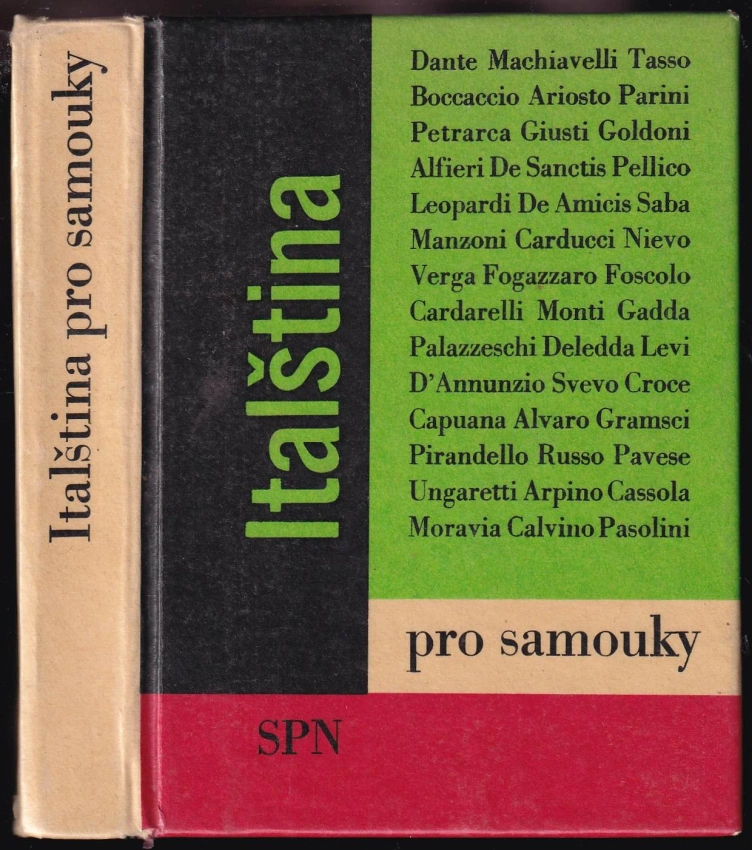 Italština pro samouky
Italština
Dante Machiavelli Tasso
Boccaccio Ariosto Parini
Petrarca Giusti Goldoni
Alfieri De Sanctis Pellico
Leopardi De Amicis Saba
Manzoni Carducci Nievo
Verga Fogazzaro Foscolo
Cardarelli Monti Gadda
Palazzeschi Deledda Levi
D'Annunzio Svevo Croce
Capuana Alvaro Gramsci
Pirandello Russo Pavese
Ungaretti Arpino Cassola
Moravia Calvino Pasolini
pro samouky
SPN